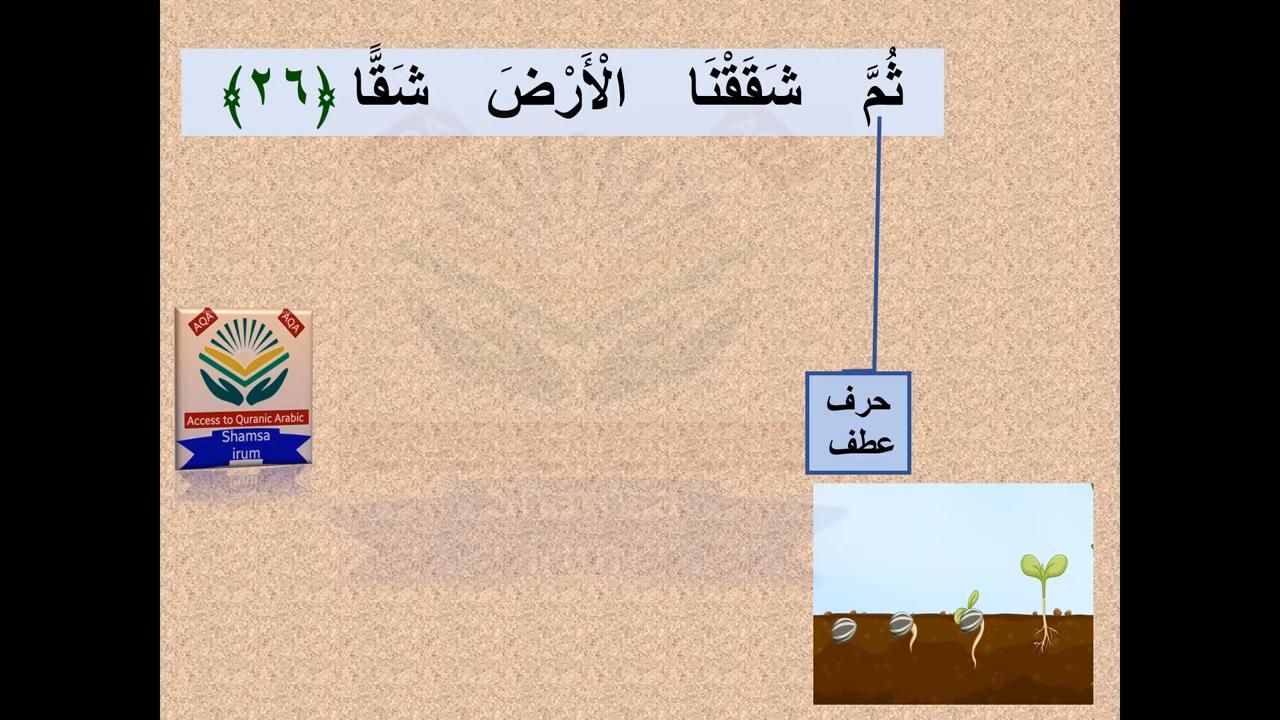 ثُمَّ شَقَقْنَا الْأَرْضَ شَقًّا ﴿٢٦﴾
حرف
عطف
AQA AQA
Access to Quranic Arabic
Shamsa
irum